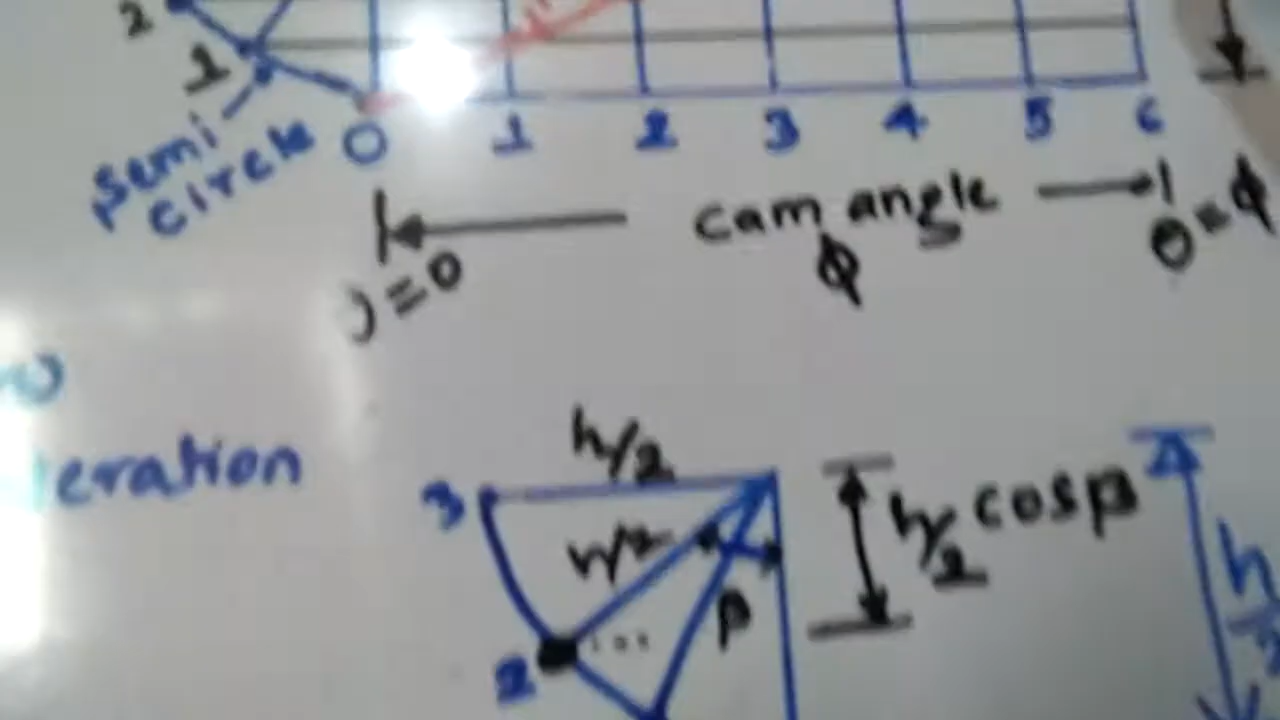 2
1
semi
circle
0 1 2 3 4 5 6
cam angle
ϕ
=0
θ=ϕ
eration
h/2
3
h/2
h/2 cosβ
β
2
h/2